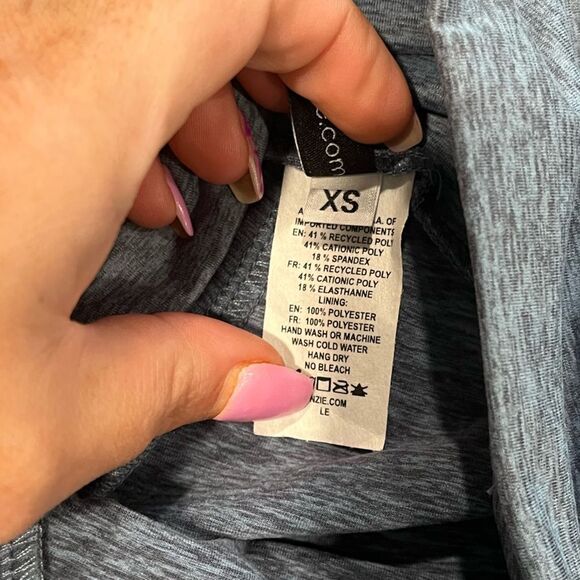 .com
XS
A. OF
IMPORTED COMPONENTS
EN: 41 % RECYCLED POLY
41% CATIONIC POLY
18 % SPANDEX
FR: 41 % RECYCLED POLY
41% CATIONIC POLY
18 % ELASTHANNE
LINING:
EN: 100% POLYESTER
FR: 100% POLYESTER
HAND WASH OR MACHINE
WASH COLD WATER
HANG DRY
NO BLEACH
NZIE.COM
LE